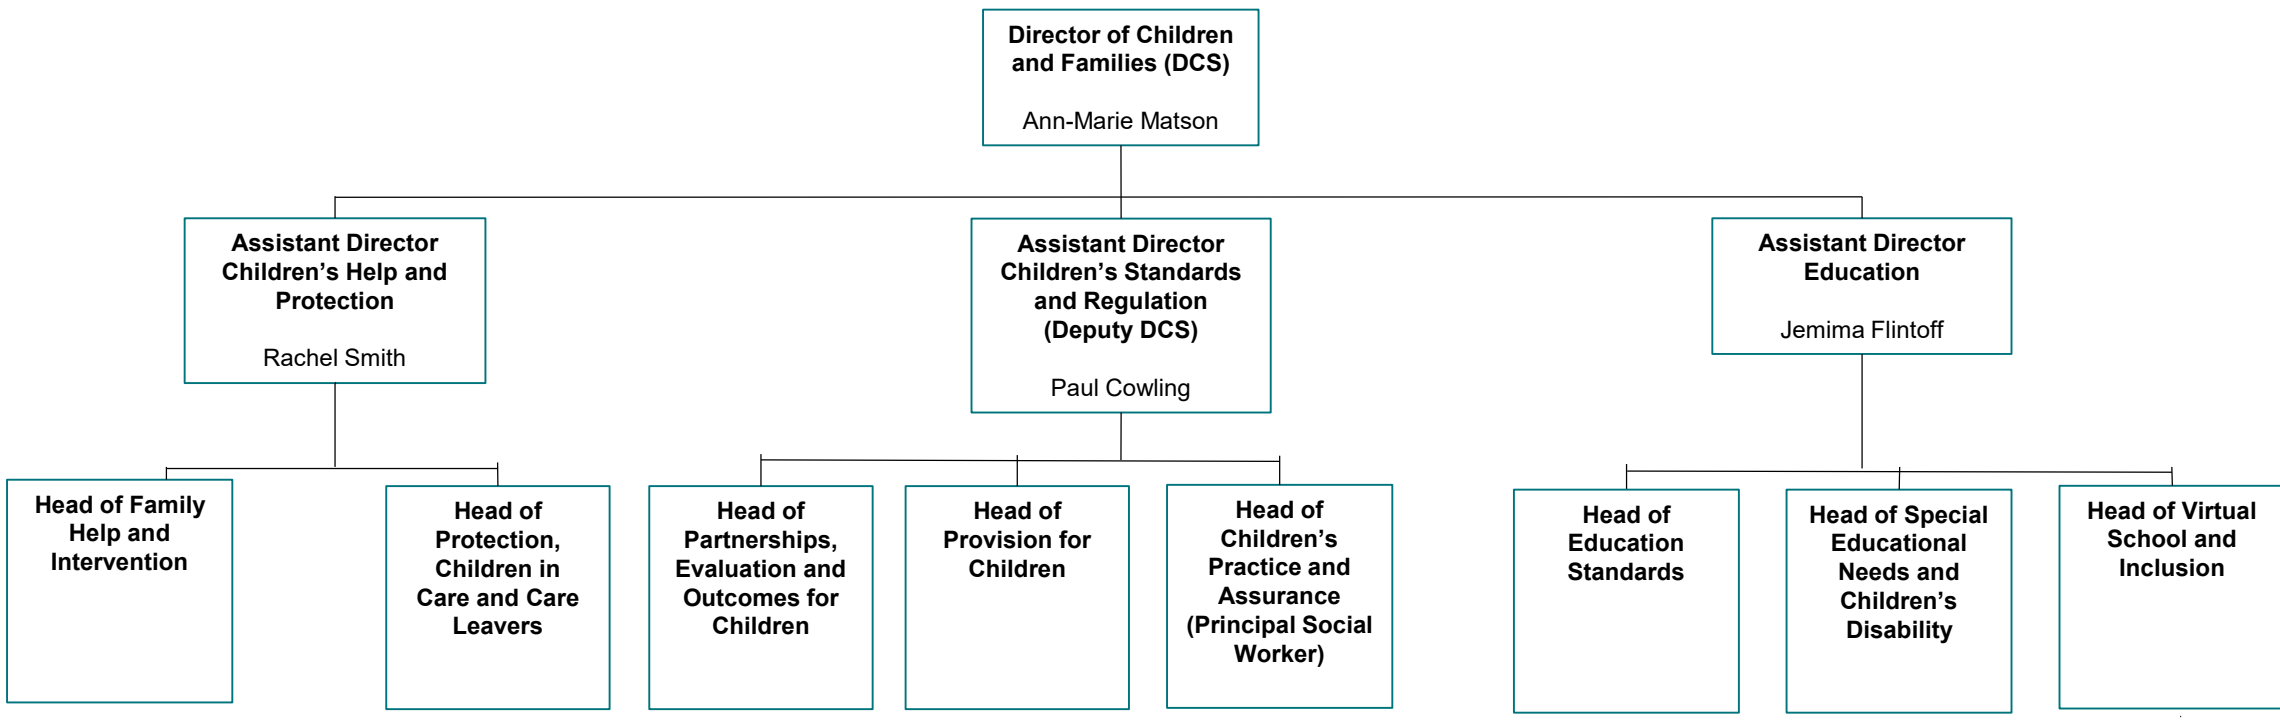 Director of Children
and Families (DCS)
Ann-Marie Matson
Assistant Director
Children’s Help and
Protection
Rachel Smith
Assistant Director
Children’s Standards
and Regulation
(Deputy DCS)
Paul Cowling
Assistant Director
Education
Jemima Flintoff
Head of Family
Help and
Intervention
Head of
Protection,
Children in
Care and Care
Leavers
Head of
Partnerships,
Evaluation and
Outcomes for
Children
Head of
Provision for
Children
Head of
Children’s
Practice and
Assurance
(Principal Social
Worker)
Head of
Education
Standards
Head of Special
Educational
Needs and
Children’s
Disability
Head of Virtual
School and
Inclusion